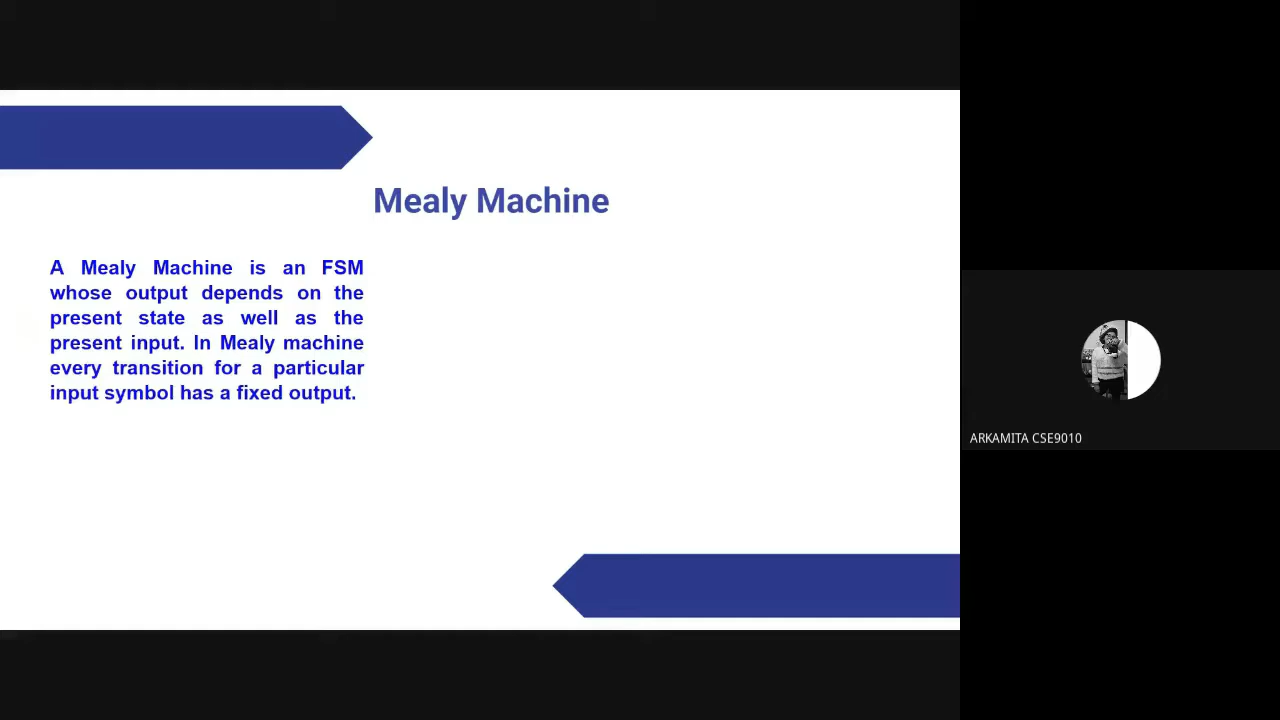 Mealy Machine
A Mealy Machine is an FSM
whose output depends on the
present state as well as the
present input. In Mealy machine
every transition for a particular
input symbol has a fixed output.
ARKAMITA CSE9010